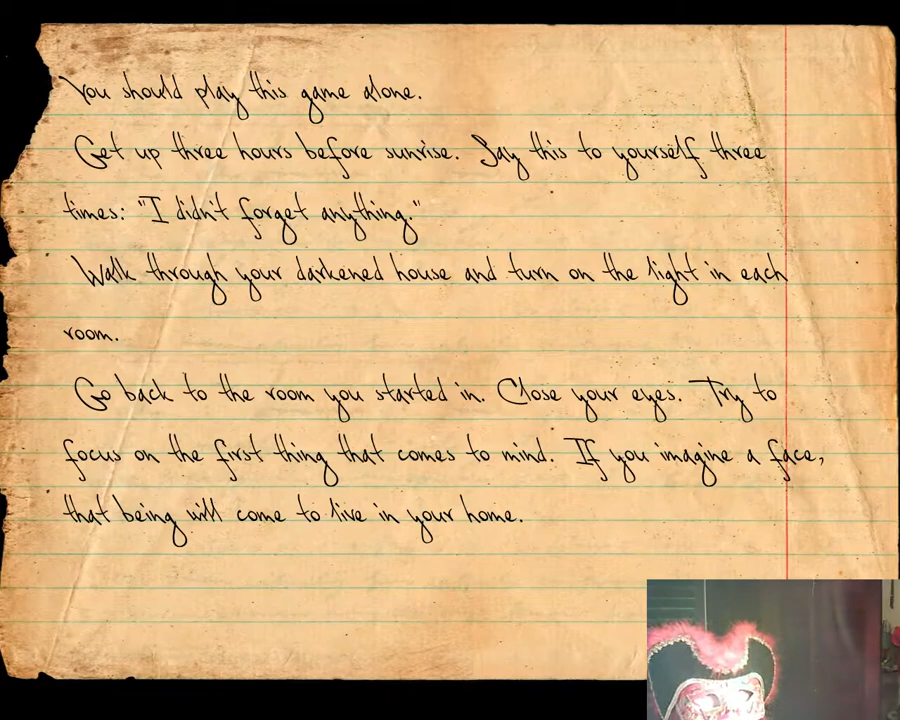 You should play this game alone.
Get up three hours before sunrise. Say this to yourself three
times: "I didn't forget anything."
Walk through your darkened house and turn on the light in each
room.
Go back to the room you started in. Close your eyes. Try to
focus on the first thing that comes to mind. If you imagine a face,
that being will come to live in your home.